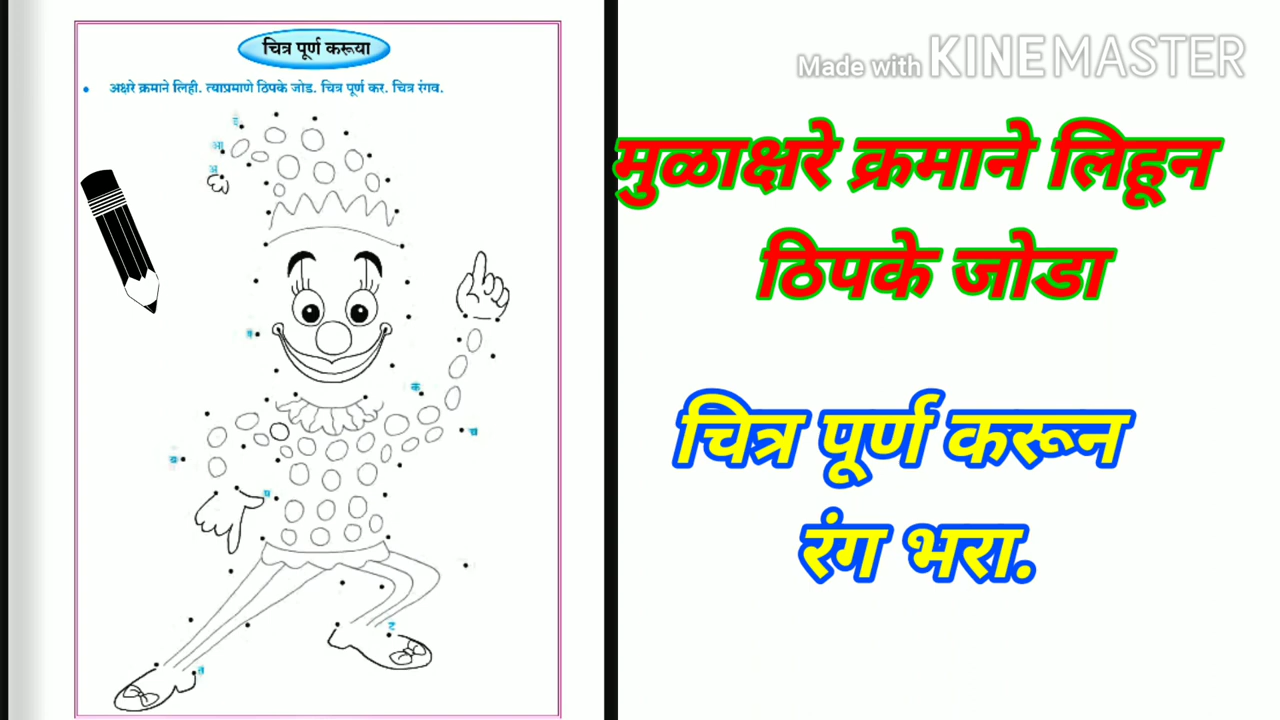 चित्र पूर्ण करूया
• अक्षरे क्रमाने लिही. त्याप्रमाणे ठिपके जोड. चित्र पूर्ण कर. चित्र रंगव.
आ
अ
क
च
य
प
ट
त
Made with KINEMASTER
मुळाक्षरे क्रमाने लिहून
ठिपके जोडा
चित्र पूर्ण करून
रंग भरा.